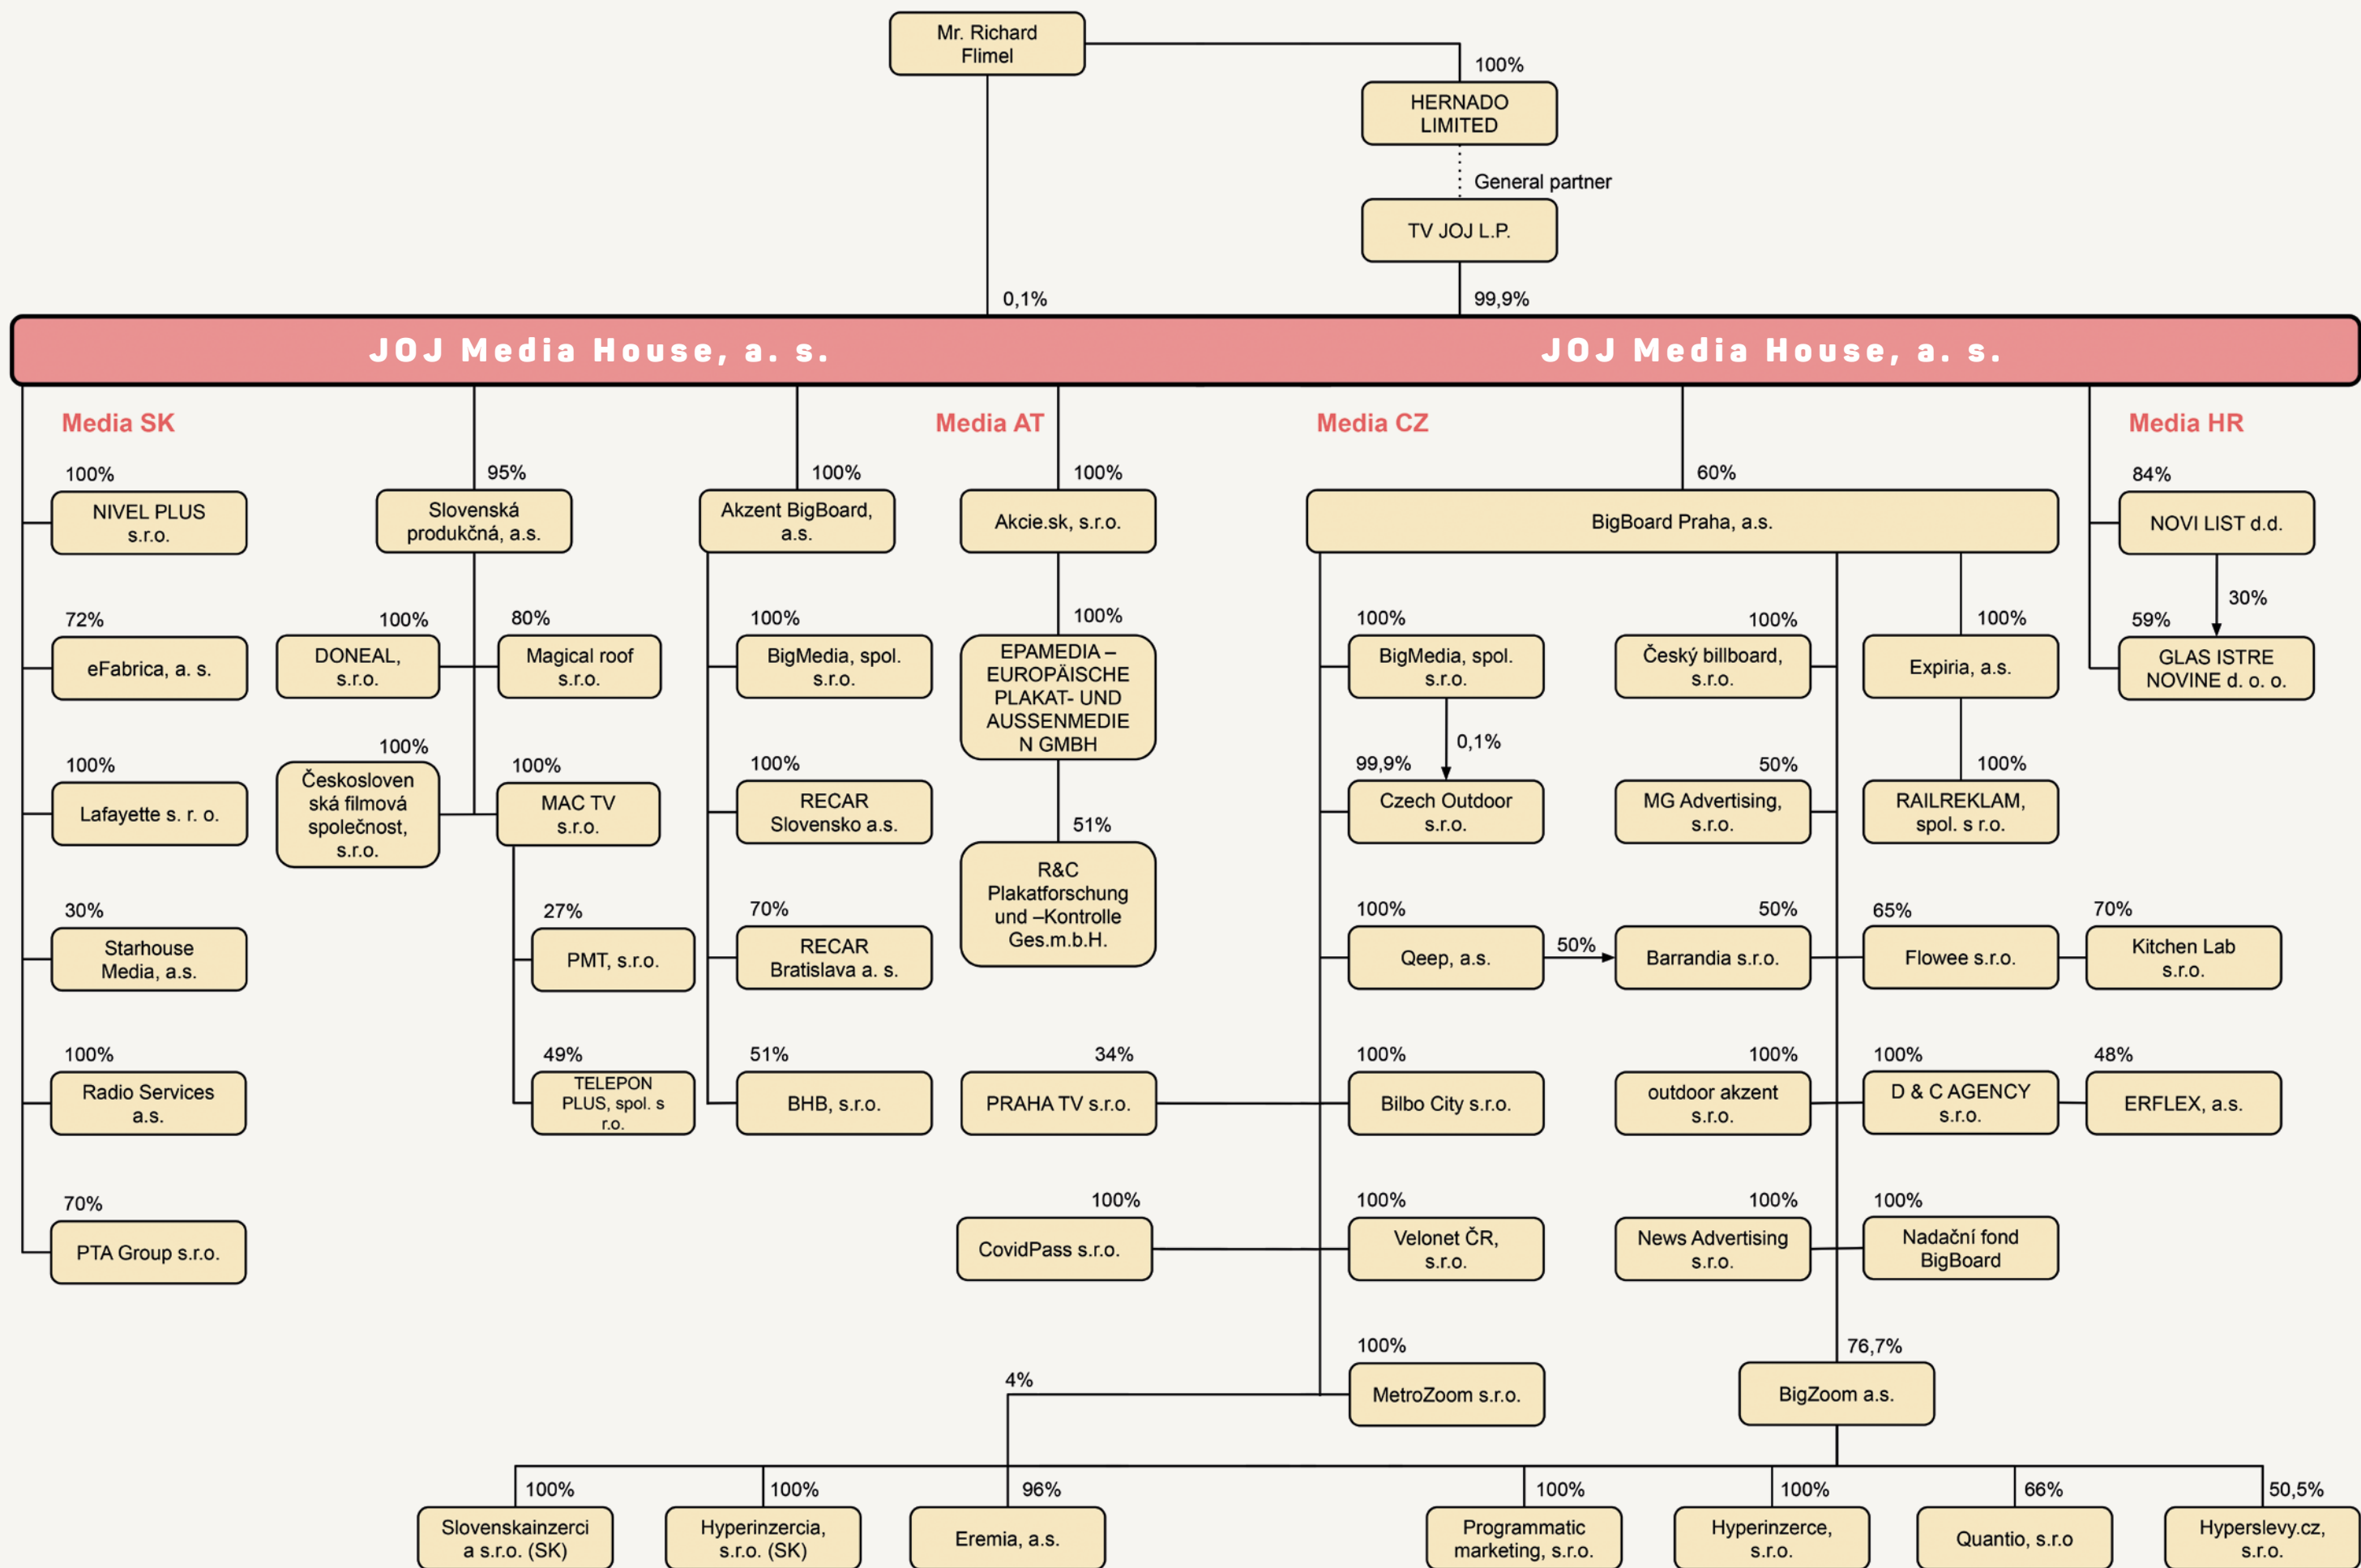 Mr. Richard
Flimel
100%
HERNADO
LIMITED
General partner
TV JOJ L.P.
0,1%
99,9%
JOJ Media House, a. s.
JOJ Media House, a. s.
Media SK
Media AT
Media CZ
Media HR
100%
NIVEL PLUS
s.r.o.
95%
Slovenská
produkčná, a.s.
100%
Akzent BigBoard,
a.s.
100%
Akcie.sk, s.r.o.
60%
BigBoard Praha, a.s.
84%
NOVI LIST d.d.
30%
72%
eFabrica, a. s.
100%
DONEAL,
s.r.o.
80%
Magical roof
s.r.o.
100%
BigMedia, spol.
s.r.o.
100%
EPAMEDIA –
EUROPÄISCHE
PLAKAT- UND
AUSSENMEDIE
N GMBH
100%
BigMedia, spol.
s.r.o.
100%
Český billboard,
s.r.o.
100%
Expiria, a.s.
59%
GLAS ISTRE
NOVINE d. o. o.
0,1%
100%
Lafayette s. r. o.
100%
Českosloven
ská filmová
společnost,
s.r.o.
100%
MAC TV
s.r.o.
100%
RECAR
Slovensko a.s.
51%
R&C
Plakatforschung
und –Kontrolle
Ges.m.b.H.
99,9%
Czech Outdoor
s.r.o.
50%
MG Advertising,
s.r.o.
100%
RAILREKLAM,
spol. s r.o.
30%
Starhouse
Media, a.s.
27%
PMT, s.r.o.
70%
RECAR
Bratislava a. s.
100%
Qeep, a.s.
50%
50%
Barrandia s.r.o.
65%
Flowee s.r.o.
70%
Kitchen Lab
s.r.o.
100%
Radio Services
a.s.
49%
TELEPON
PLUS, spol. s
r.o.
51%
BHB, s.r.o.
34%
PRAHA TV s.r.o.
100%
Bilbo City s.r.o.
100%
outdoor akzent
s.r.o.
100%
D & C AGENCY
s.r.o.
48%
ERFLEX, a.s.
70%
PTA Group s.r.o.
100%
CovidPass s.r.o.
100%
Velonet ČR,
s.r.o.
100%
News Advertising
s.r.o.
100%
Nadační fond
BigBoard
4%
100%
MetroZoom s.r.o.
76,7%
BigZoom a.s.
100%
Slovenskainzerci
a s.r.o. (SK)
100%
Hyperinzercia,
s.r.o. (SK)
96%
Eremia, a.s.
100%
Programmatic
marketing, s.r.o.
100%
Hyperinzerce,
s.r.o.
66%
Quantio, s.r.o
50,5%
Hyperslevy.cz,
s.r.o.